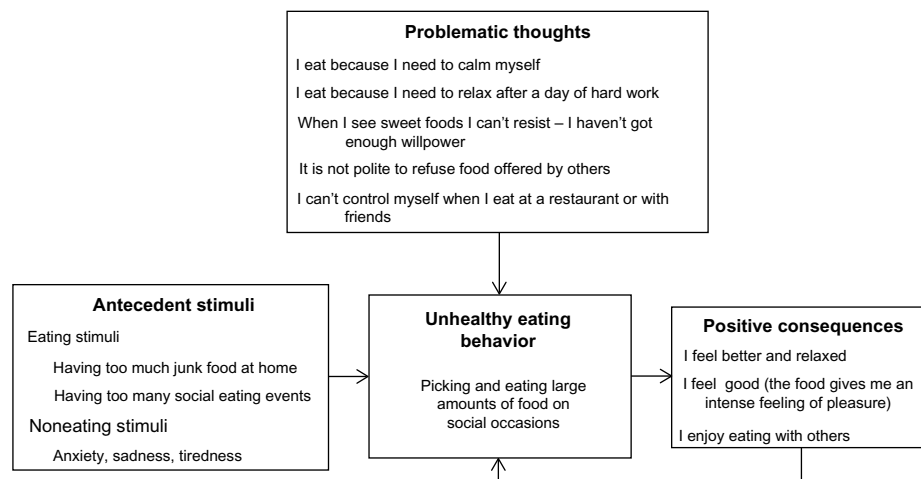 Problematic thoughts
I eat because I need to calm myself
I eat because I need to relax after a day of hard work
When I see sweet foods I can’t resist – I haven’t got
enough willpower
It is not polite to refuse food offered by others
I can’t control myself when I eat at a restaurant or with
friends
Antecedent stimuli
Eating stimuli
Having too much junk food at home
Having too many social eating events
Noneating stimuli
Anxiety, sadness, tiredness
Unhealthy eating
behavior
Picking and eating large
amounts of food on
social occasions
Positive consequences
I feel better and relaxed
I feel good (the food gives me an
intense feeling of pleasure)
I enjoy eating with others